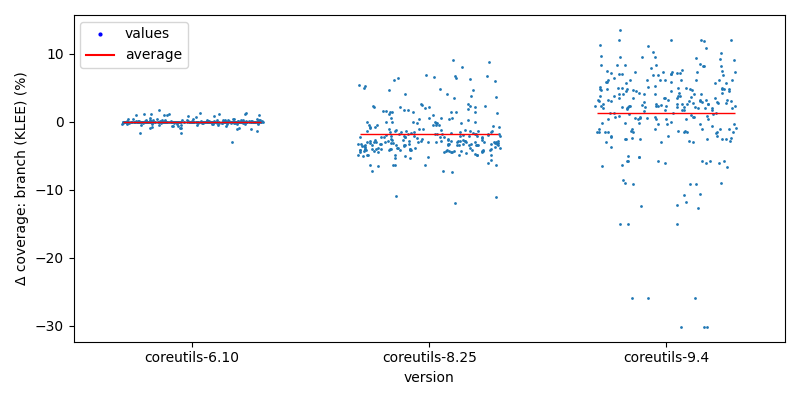 values
average
Δ coverage: branch (KLEE) (%)
10
0
−10
−20
−30
coreutils-6.10
coreutils-8.25
coreutils-9.4
version